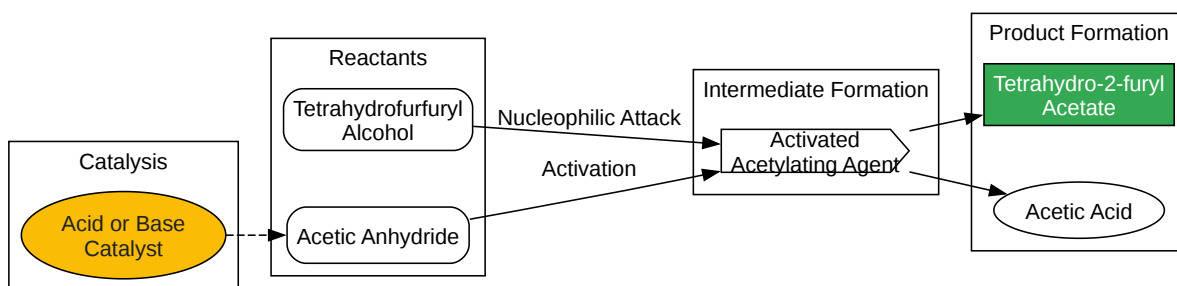 Catalysis
Acid or Base
Catalyst
Reactants
Tetrahydrofurfuryl
Alcohol
Acetic Anhydride
Nucleophilic Attack
Activation
Intermediate Formation
Activated
Acetylating Agent
Product Formation
Tetrahydro-2-furyl
Acetate
Acetic Acid